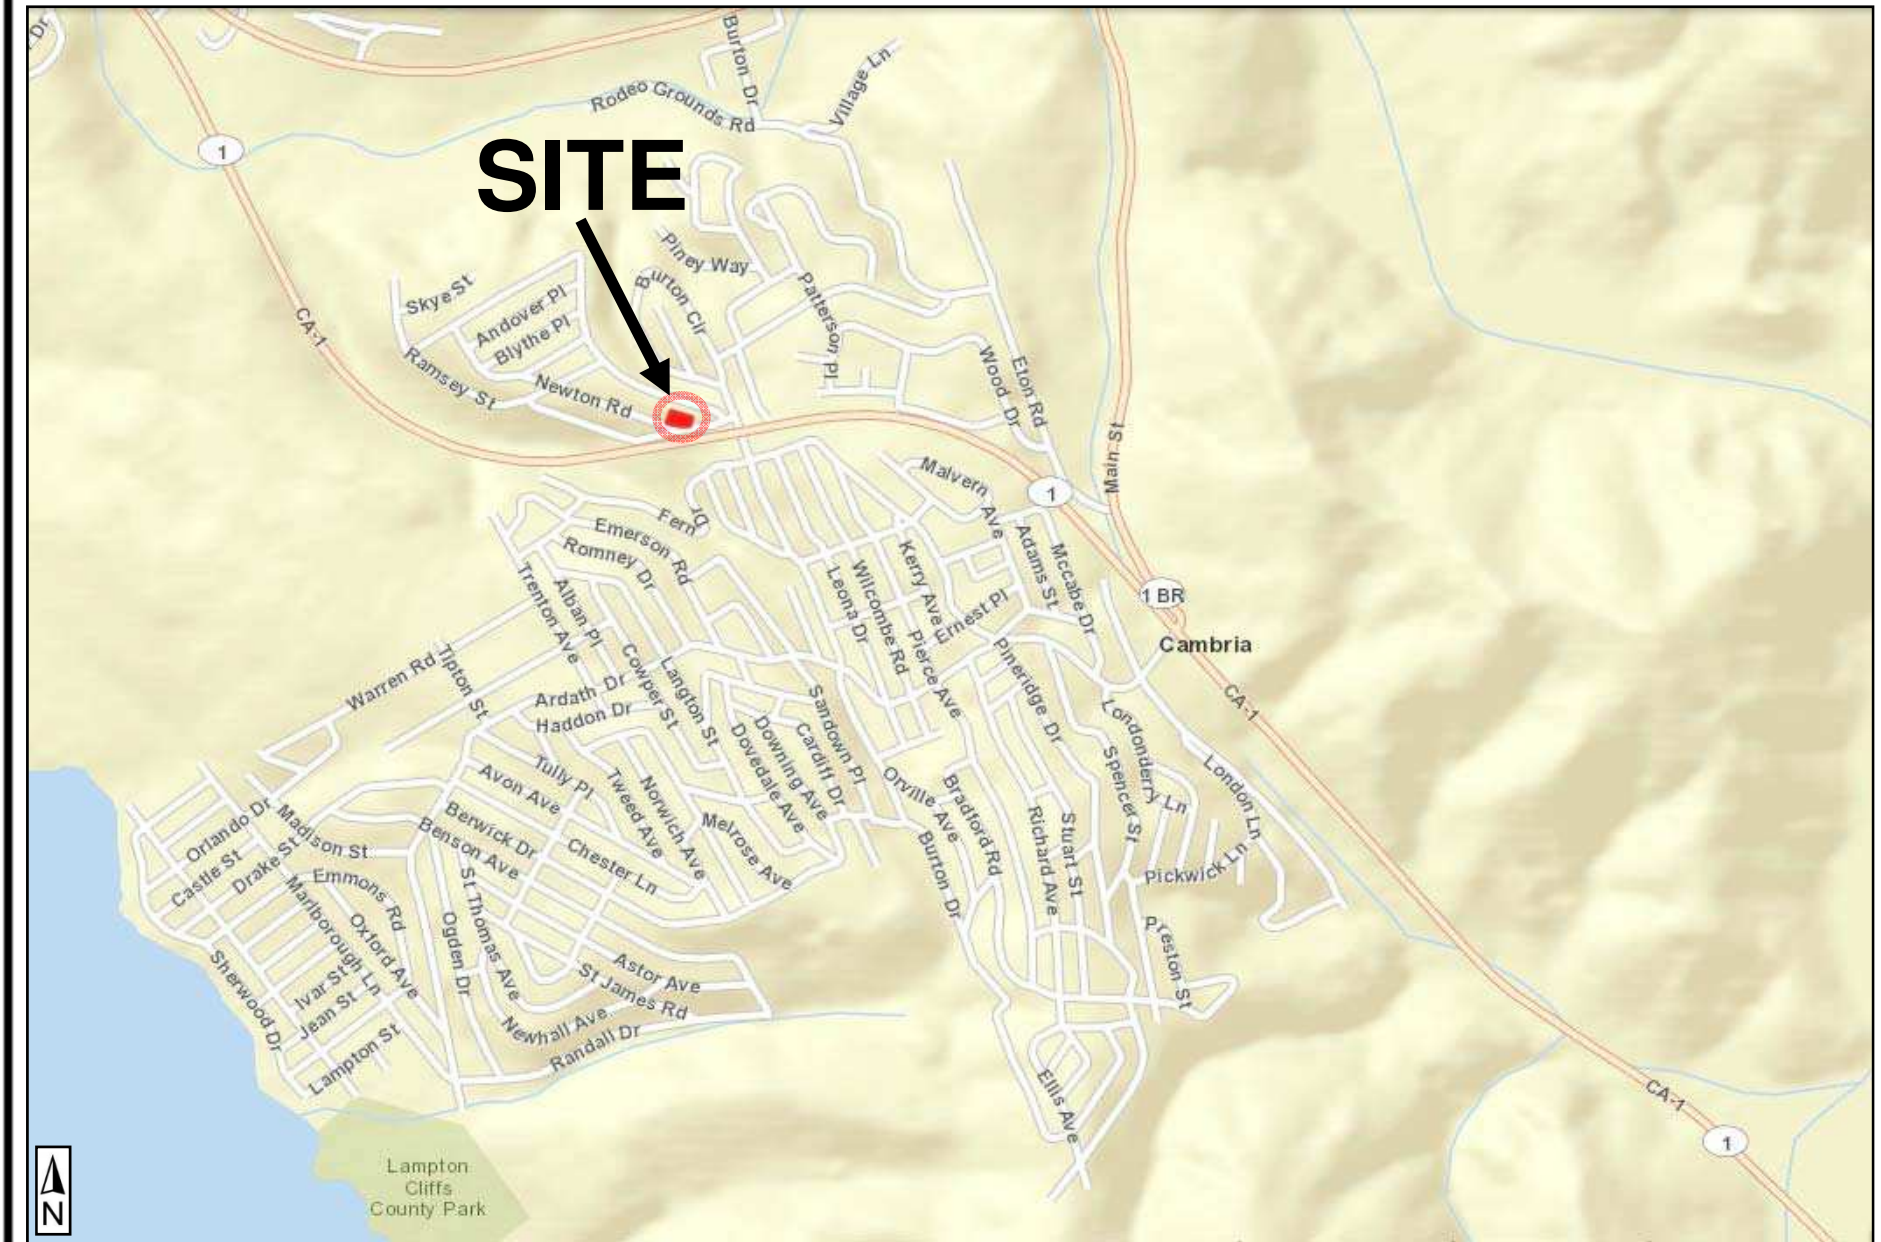 Dr
Burton Dr
Village Ln
Rodeo Grounds Rd
1
SITE
Piney Way
Burton Cir
Skye St
Andover Pl
Blythe Pl
Patterson Pl
CA-1
Ramsey St
Newton Rd
Wood Dr
Eton Rd
Main St
Malvern Ave
1
Fern Dr
Emerson Rd
Romney Dr
Trenton Ave
Alban Pl
Leona Dr
Wilcombe Rd
Kerry Ave
Adams St
Mccabe Dr
Ernest Pl
1 BR
Cambria
Pierce Ave
Pineridge Dr
Warren Rd
Tipton St
Ardath Dr
Haddon Dr
Cowper St
Langton St
Sandown Pl
CA-1
Londonderry Ln
Spencer St
London Ln
Dovedale Ave
Downing Ave
Cardiff Dr
Tully Pl
Avon Ave
Tweed Ave
Norwich Ave
Melrose Ave
Orville Ave
Bradford Rd
Richard Ave
Stuart St
Orlando Dr
Madison St
Berwick Dr
Benson Ave
Chester Ln
Castle St
Drake St
Emmons Rd
Burton Dr
Pickwick Ln
Marlborough Ln
Oxford Ave
Ogden Dr
St Thomas Ave
Preston St
Sherwood Dr
Ivar St
Jean St
Lampton St
Astor Ave
St James Rd
Newhall Ave
Randall Dr
Ellis Ave
CA-1
1
Lampton
Cliffs
County Park
N